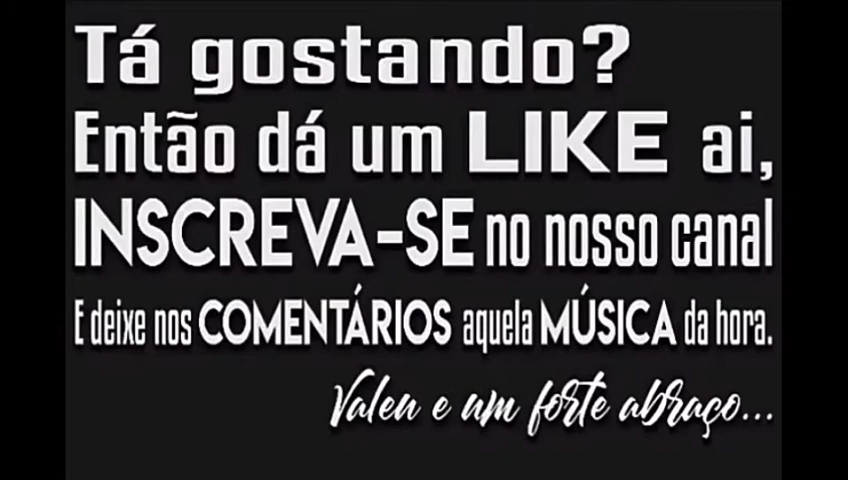 Tá gostando?
Então dá um LIKE ai,
INSCREVA-SE no nosso canal
E deixe nos COMENTÁRIOS aquela MÚSICA da hora.
Valeu e um forte abraço...